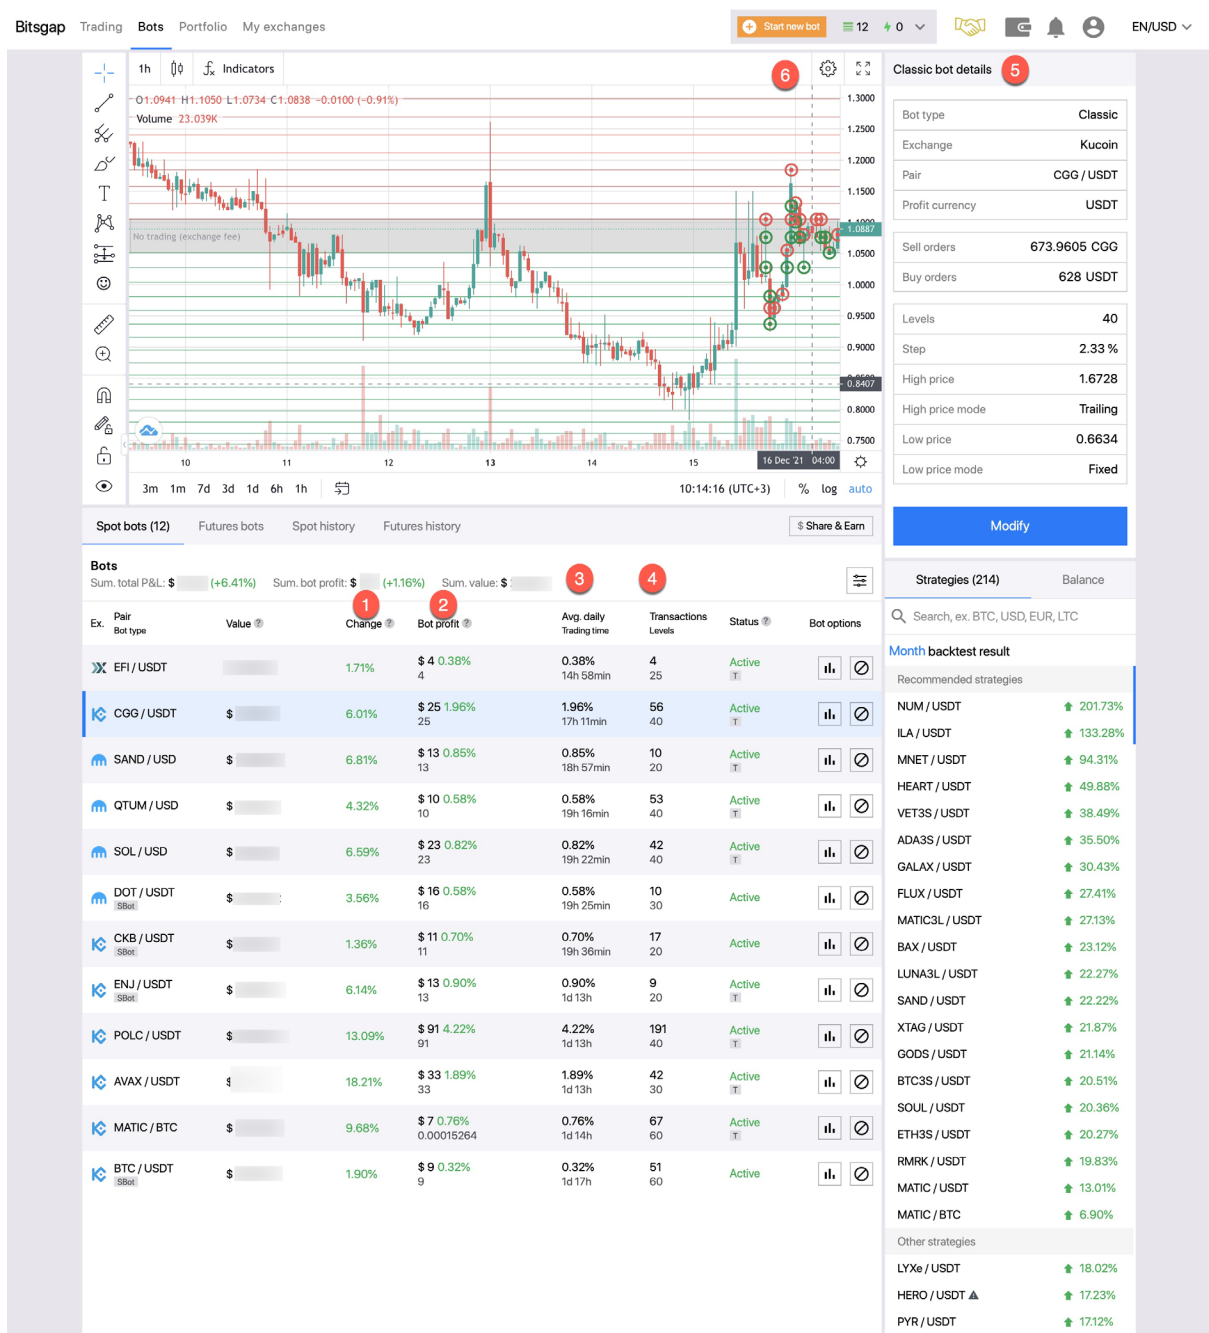 Bitsgap Trading Bots Portfolio My exchanges Start new bot 12 0 EN/USD
1h Indicators 6
O1.0941 H1.1050 L1.0734 C1.0838 −0.0100 (−0.91%)
Volume 23.039K
No trading (exchange fee)
1.3000
1.2500
1.2000
1.1500
1.0887
1.0500
1.0000
0.9500
0.9000
0.8407
0.8000
0.7500
10 11 12 13 14 15 16 Dec '21 04:00
3m 1m 7d 3d 1d 6h 1h 10:14:16 (UTC+3) % log auto
Classic bot details 5
Bot type Classic
Exchange Kucoin
Pair CGG / USDT
Profit currency USDT
Sell orders 673.9605 CGG
Buy orders 628 USDT
Levels 40
Step 2.33 %
High price 1.6728
High price mode Trailing
Low price 0.6634
Low price mode Fixed
Modify
Spot bots (12) Futures bots Spot history Futures history $ Share & Earn
Bots
Sum. total P&L: $ (+6.41%) Sum. bot profit: $ (+1.16%) Sum. value: $
1 2 3 4
Ex. Pair Value ? Change ? Bot profit ? Avg. daily Transactions Status ? Bot options
Bot type Trading time Levels
EFI / USDT 1.71% $ 4 0.38% 0.38% 4 Active
4 14h 58min 25 T
CGG / USDT $ 6.01% $ 25 1.96% 1.96% 56 Active
25 17h 11min 40 T
SAND / USD $ 6.81% $ 13 0.85% 0.85% 10 Active
13 18h 57min 20 T
QTUM / USD $ 4.32% $ 10 0.58% 0.58% 53 Active
10 19h 16min 40 T
SOL / USD $ 6.59% $ 23 0.82% 0.82% 42 Active
23 19h 22min 40 T
DOT / USDT $ 3.56% $ 16 0.58% 0.58% 10 Active
SBot 16 19h 25min 30
CKB / USDT $ 1.36% $ 11 0.70% 0.70% 17 Active
SBot 11 19h 36min 20
ENJ / USDT $ 6.14% $ 13 0.90% 0.90% 9 Active
SBot 13 1d 13h 20 T
POLC / USDT $ 13.09% $ 91 4.22% 4.22% 191 Active
91 1d 13h 40 T
AVAX / USDT $ 18.21% $ 33 1.89% 1.89% 42 Active
33 1d 13h 30 T
MATIC / BTC $ 9.68% $ 7 0.76% 0.76% 67 Active
0.00015264 1d 14h 60 T
BTC / USDT $ 1.90% $ 9 0.32% 0.32% 51 Active
SBot 9 1d 17h 60
Strategies (214) Balance
Search, ex. BTC, USD, EUR, LTC
Month backtest result
Recommended strategies
NUM / USDT 201.73%
ILA / USDT 133.28%
MNET / USDT 94.31%
HEART / USDT 49.88%
VET3S / USDT 38.49%
ADA3S / USDT 35.50%
GALAX / USDT 30.43%
FLUX / USDT 27.41%
MATIC3L / USDT 27.13%
BAX / USDT 23.12%
LUNA3L / USDT 22.27%
SAND / USDT 22.22%
XTAG / USDT 21.87%
GODS / USDT 21.14%
BTC3S / USDT 20.51%
SOUL / USDT 20.36%
ETH3S / USDT 20.27%
RMRK / USDT 19.83%
MATIC / USDT 13.01%
MATIC / BTC 6.90%
Other strategies
LYXe / USDT 18.02%
HERO / USDT 17.23%
PYR / USDT 17.12%